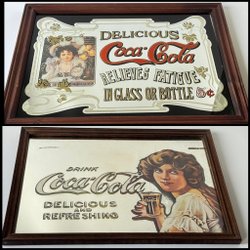 DELICIOUS
Coca-Cola
RELIEVES FATIGUE
IN GLASS OR BOTTLE 5¢
DRINK
Coca-Cola
DELICIOUS
AND
REFRESHING